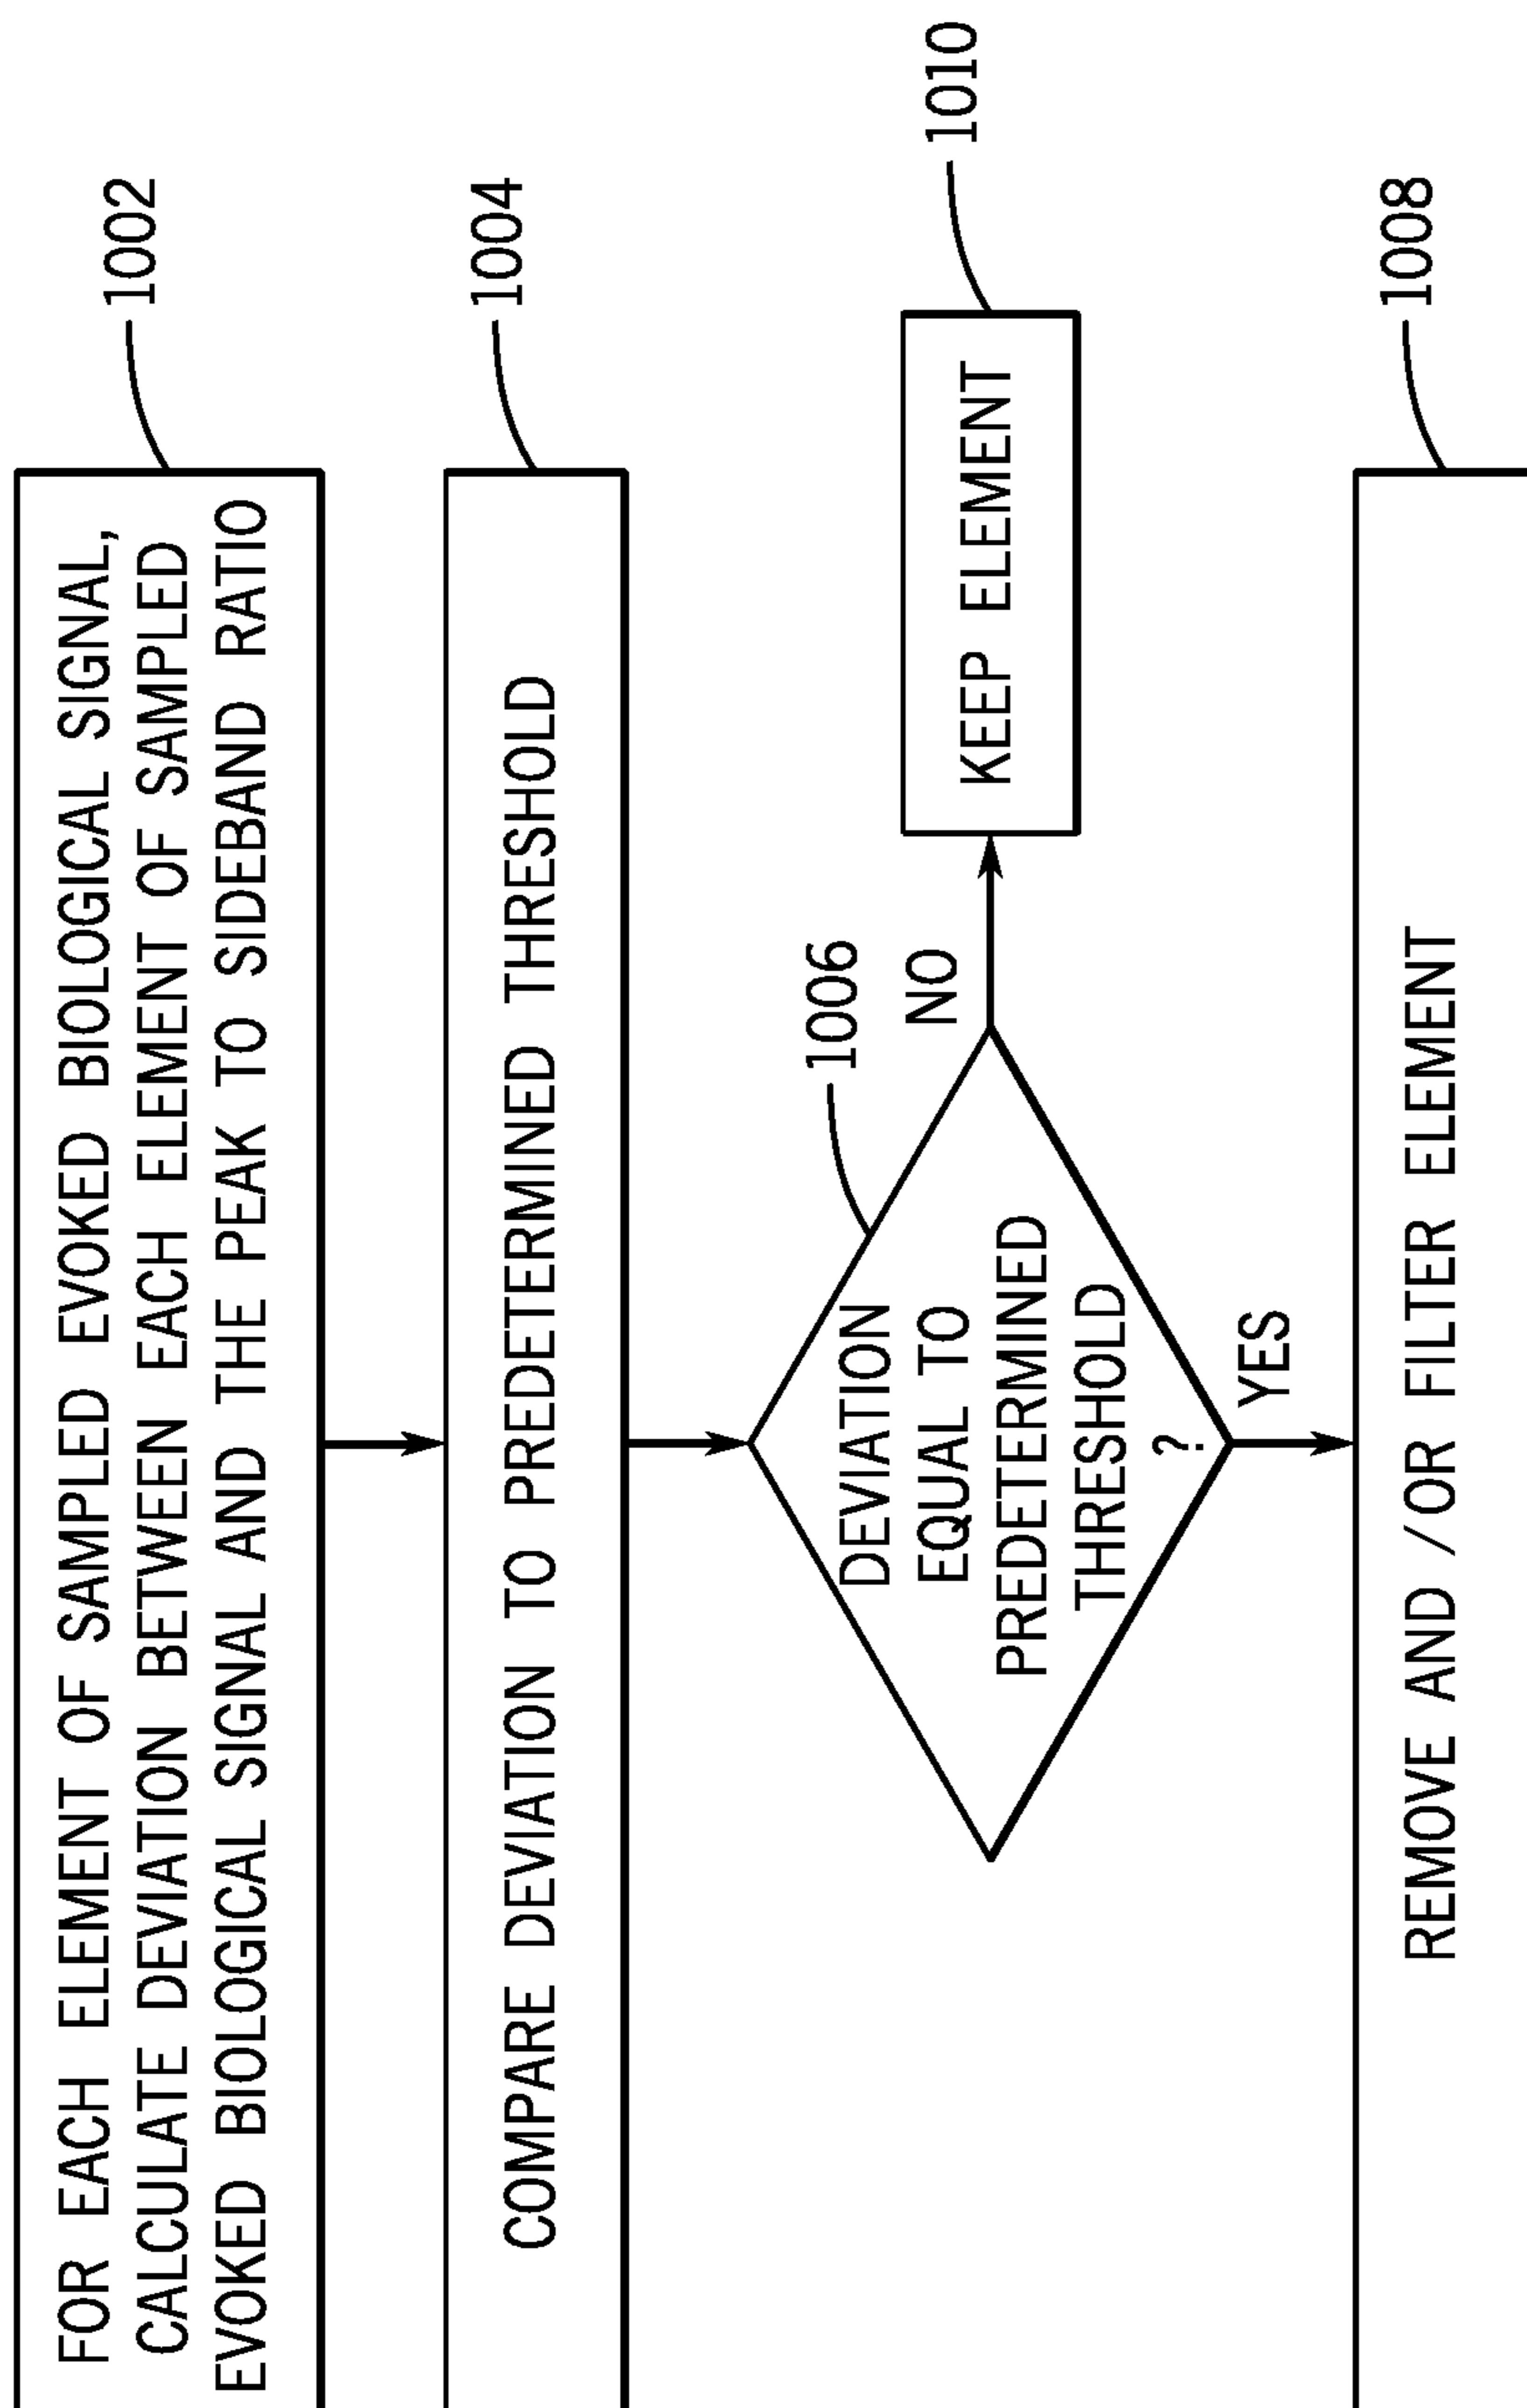 FOR EACH ELEMENT OF SAMPLED EVOKED BIOLOGICAL SIGNAL,
CALCULATE DEVIATION BETWEEN EACH ELEMENT OF SAMPLED
EVOKED BIOLOGICAL SIGNAL AND THE PEAK TO SIDEBAND RATIO
1002
COMPARE DEVIATION TO PREDETERMINED THRESHOLD
1004
DEVIATION
EQUAL TO
PREDETERMINED
THRESHOLD
?
1006
NO
KEEP ELEMENT
1010
YES
REMOVE AND /OR FILTER ELEMENT
1008